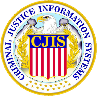 CRIMINAL JUSTICE INFORMATION SYSTEMS
CJIS